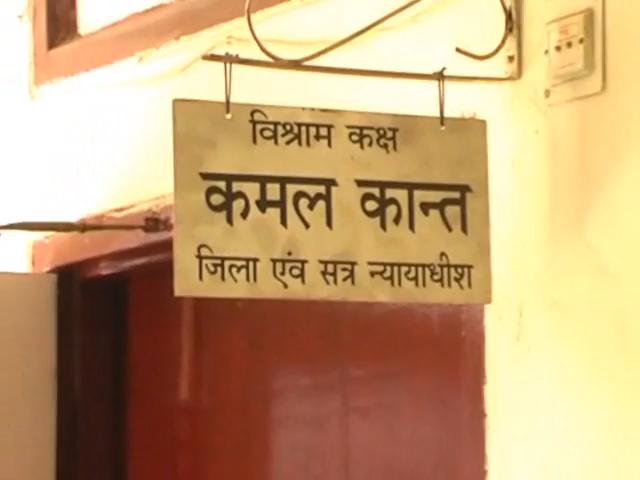 विश्राम कक्ष
कमल कान्त
जिला एंव सत्र न्यायाधीश